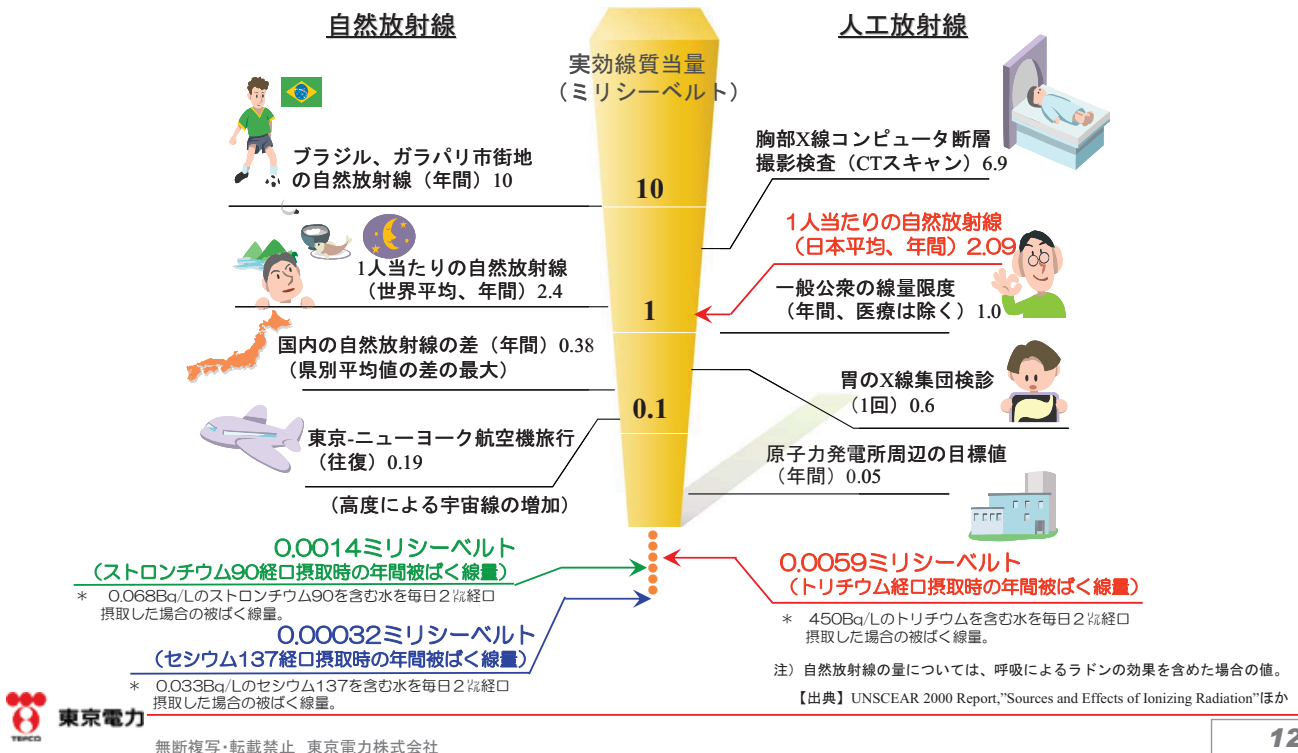 自然放射線
人工放射線
実効線質当量
（ミリシーベルト）
10
1
0.1
ブラジル、ガラパリ市街地
の自然放射線（年間）10
1人当たりの自然放射線
（世界平均、年間）2.4
国内の自然放射線の差（年間）0.38
（県別平均値の差の最大）
東京-ニューヨーク航空機旅行
（往復）0.19
（高度による宇宙線の増加）
胸部X線コンピュータ断層
撮影検査（CTスキャン）6.9
1人当たりの自然放射線
（日本平均、年間）2.09
一般公衆の線量限度
（年間、医療は除く）1.0
胃のX線集団検診
（1回）0.6
原子力発電所周辺の目標値
（年間）0.05
0.0014ミリシーベルト
（ストロンチウム90経口摂取時の年間被ばく線量）
＊ 0.068Bq/Lのストロンチウム90を含む水を毎日2㍑経口
摂取した場合の被ばく線量。
0.00032ミリシーベルト
（セシウム137経口摂取時の年間被ばく線量）
＊ 0.033Bq/Lのセシウム137を含む水を毎日2㍑経口
摂取した場合の被ばく線量。
0.0059ミリシーベルト
（トリチウム経口摂取時の年間被ばく線量）
＊ 450Bq/Lのトリチウムを含む水を毎日2㍑経口
摂取した場合の被ばく線量。
注）自然放射線の量については、呼吸によるラドンの効果を含めた場合の値。
【出典】UNSCEAR 2000 Report,”Sources and Effects of Ionizing Radiation”ほか
TEPCO
東京電力
無断複写・転載禁止 東京電力株式会社
12